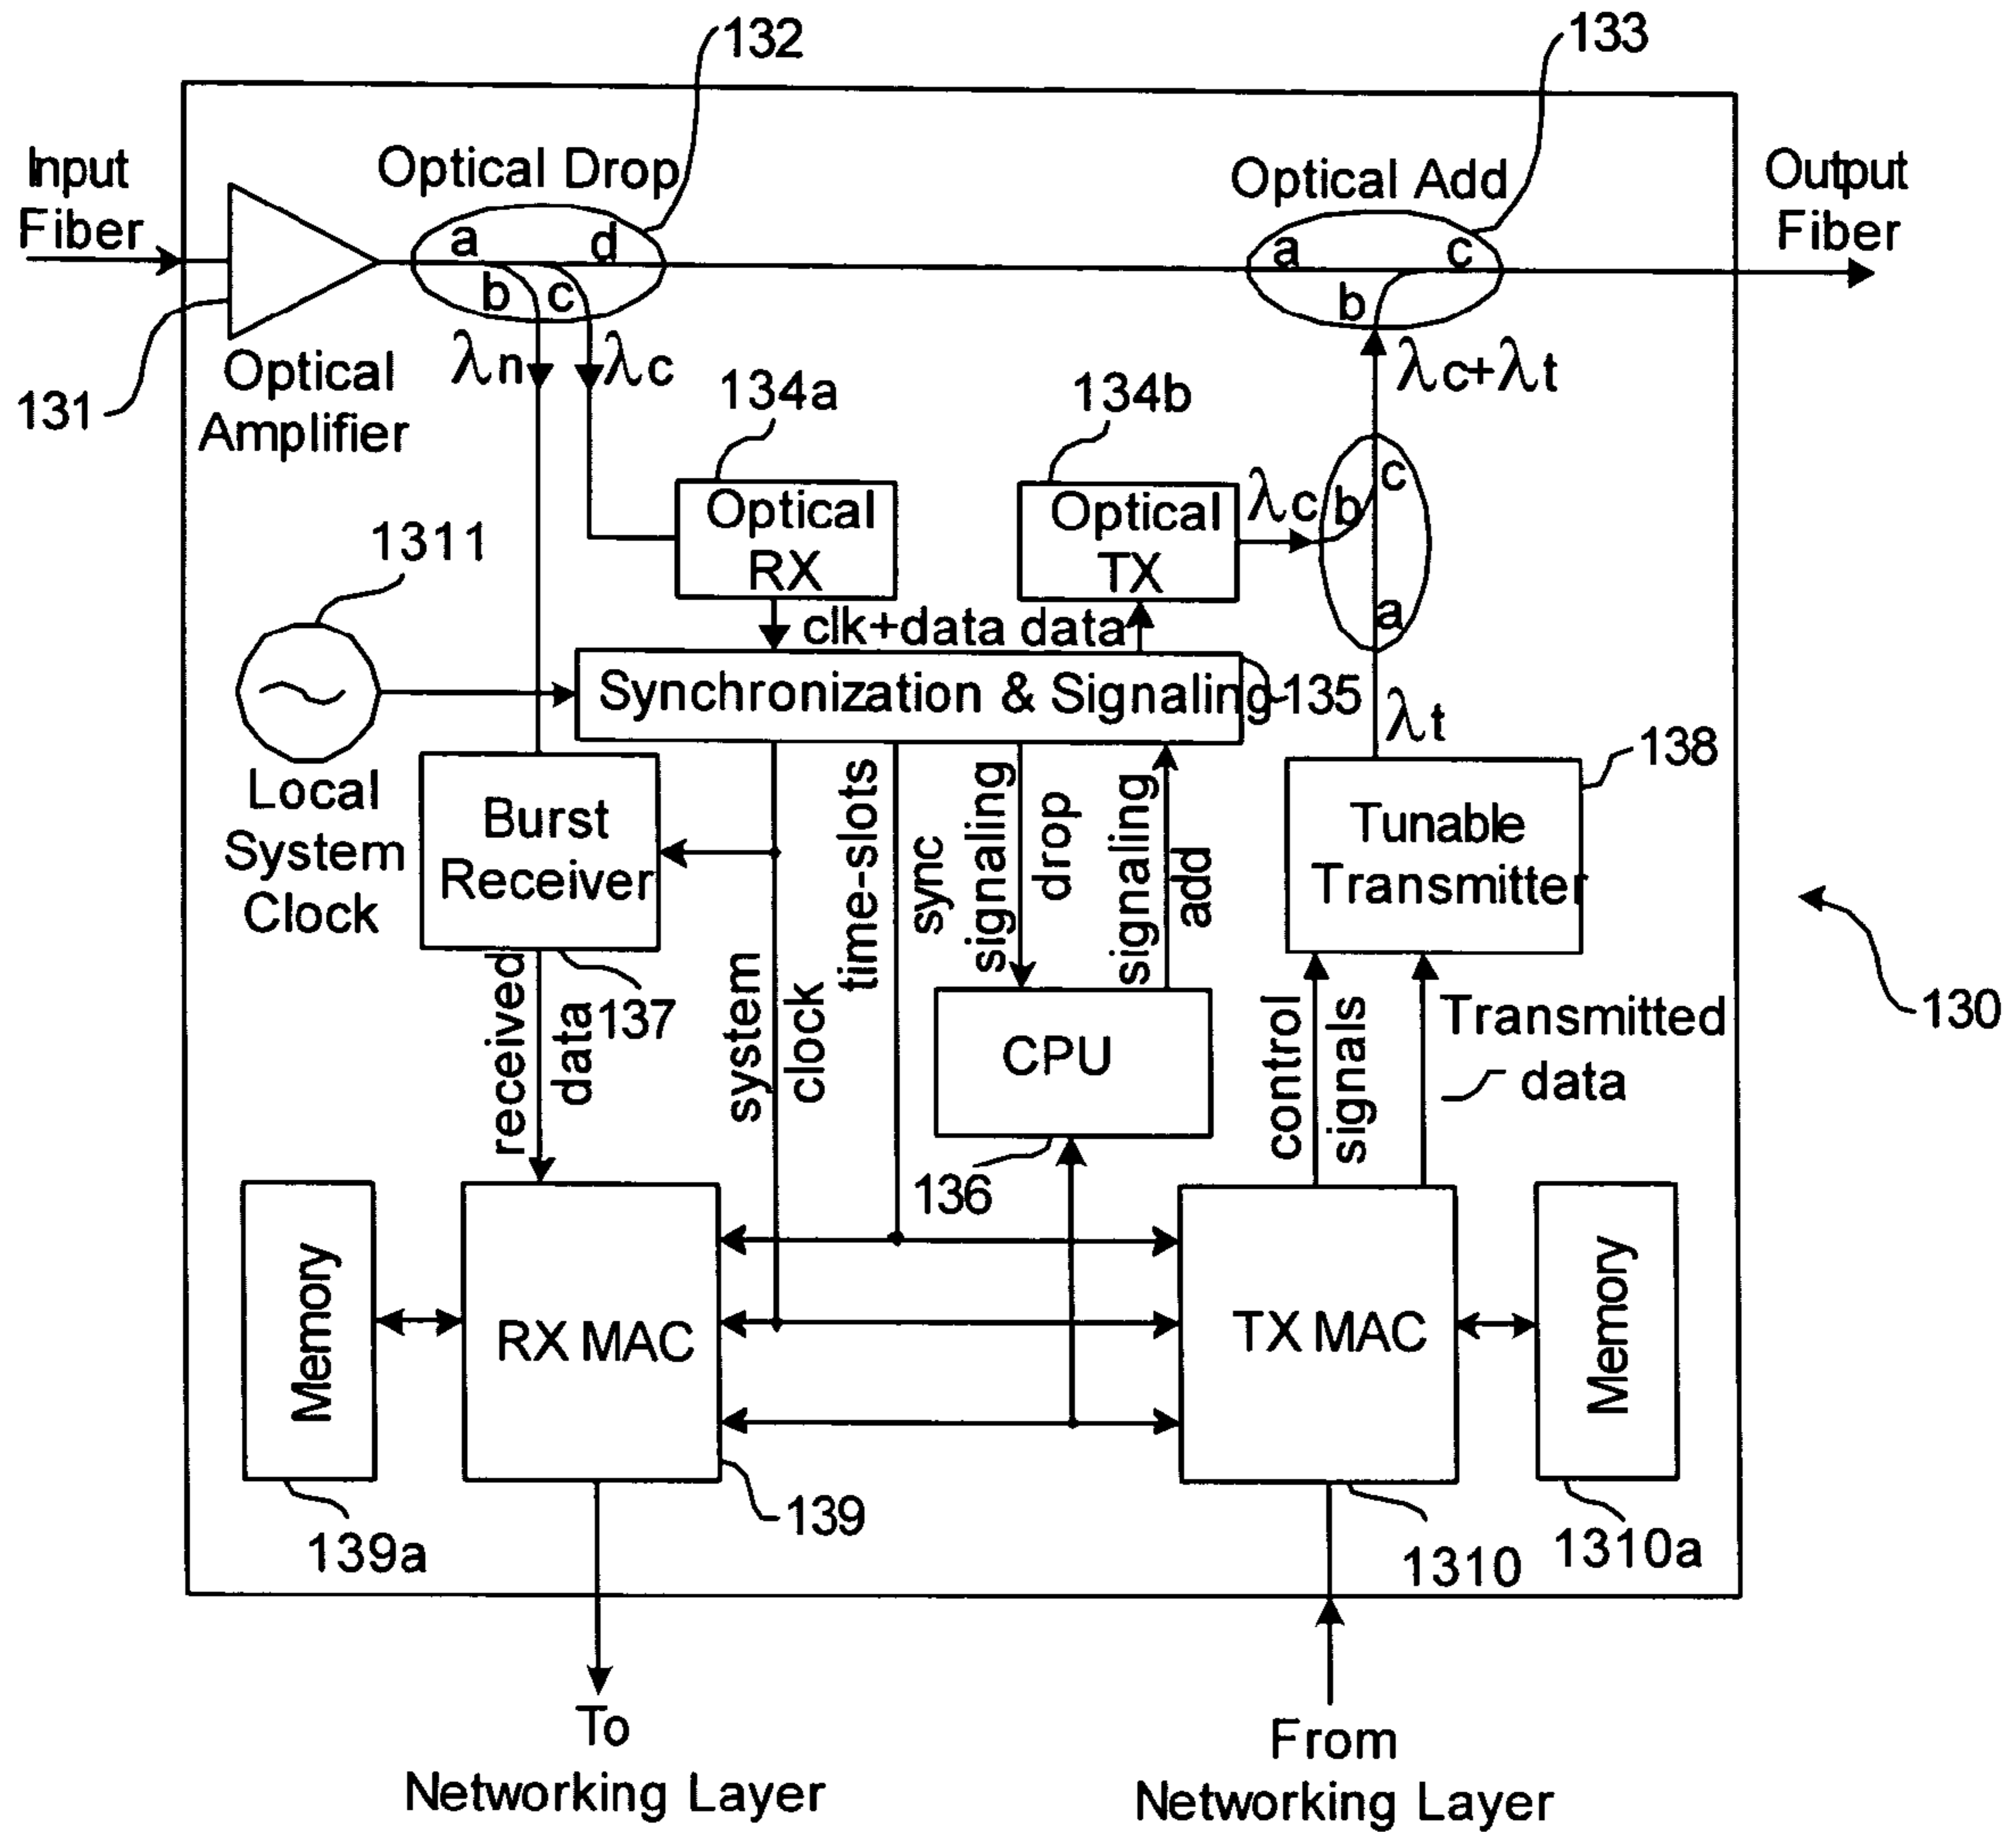 132
133
Input
Fiber
Optical Drop
Optical Add
Output
Fiber
a
d
b
c
a
c
b
λn
λc
λc+λt
Optical
Amplifier
131
134a
134b
Optical
RX
Optical
TX
λc
b
c
a
1311
clk+data
data
Synchronization & Signaling
135
λt
138
Local
System
Clock
Burst
Receiver
137
Tunable
Transmitter
time-slots
sync
signaling
drop
signaling
add
130
received
data
system
clock
CPU
136
control
signals
Transmitted
data
Memory
RX MAC
TX MAC
Memory
139a
139
1310
1310a
To
Networking Layer
From
Networking Layer